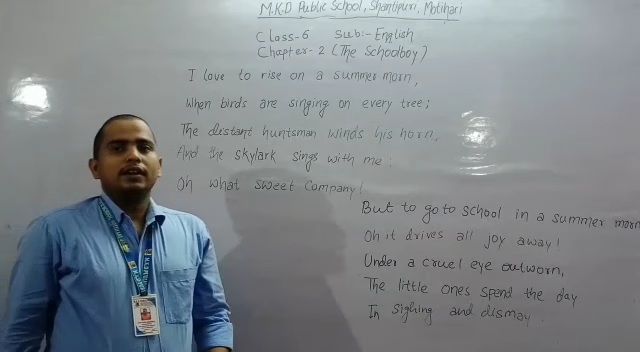 M.K.D Public School, Shantipuri, Motihari
Class-6 Sub:- English
Chapter-2 (The Schoolboy)
I love to rise on a summer morn,
When birds are singing on every tree;
The distant huntsman winds his horn,
And the skylark sings with me:
Oh what sweet company!
But to go to school in a summer morn
Oh it drives all joy away!
Under a cruel eye outworn,
The little ones spend the day
In sighing and dismay.